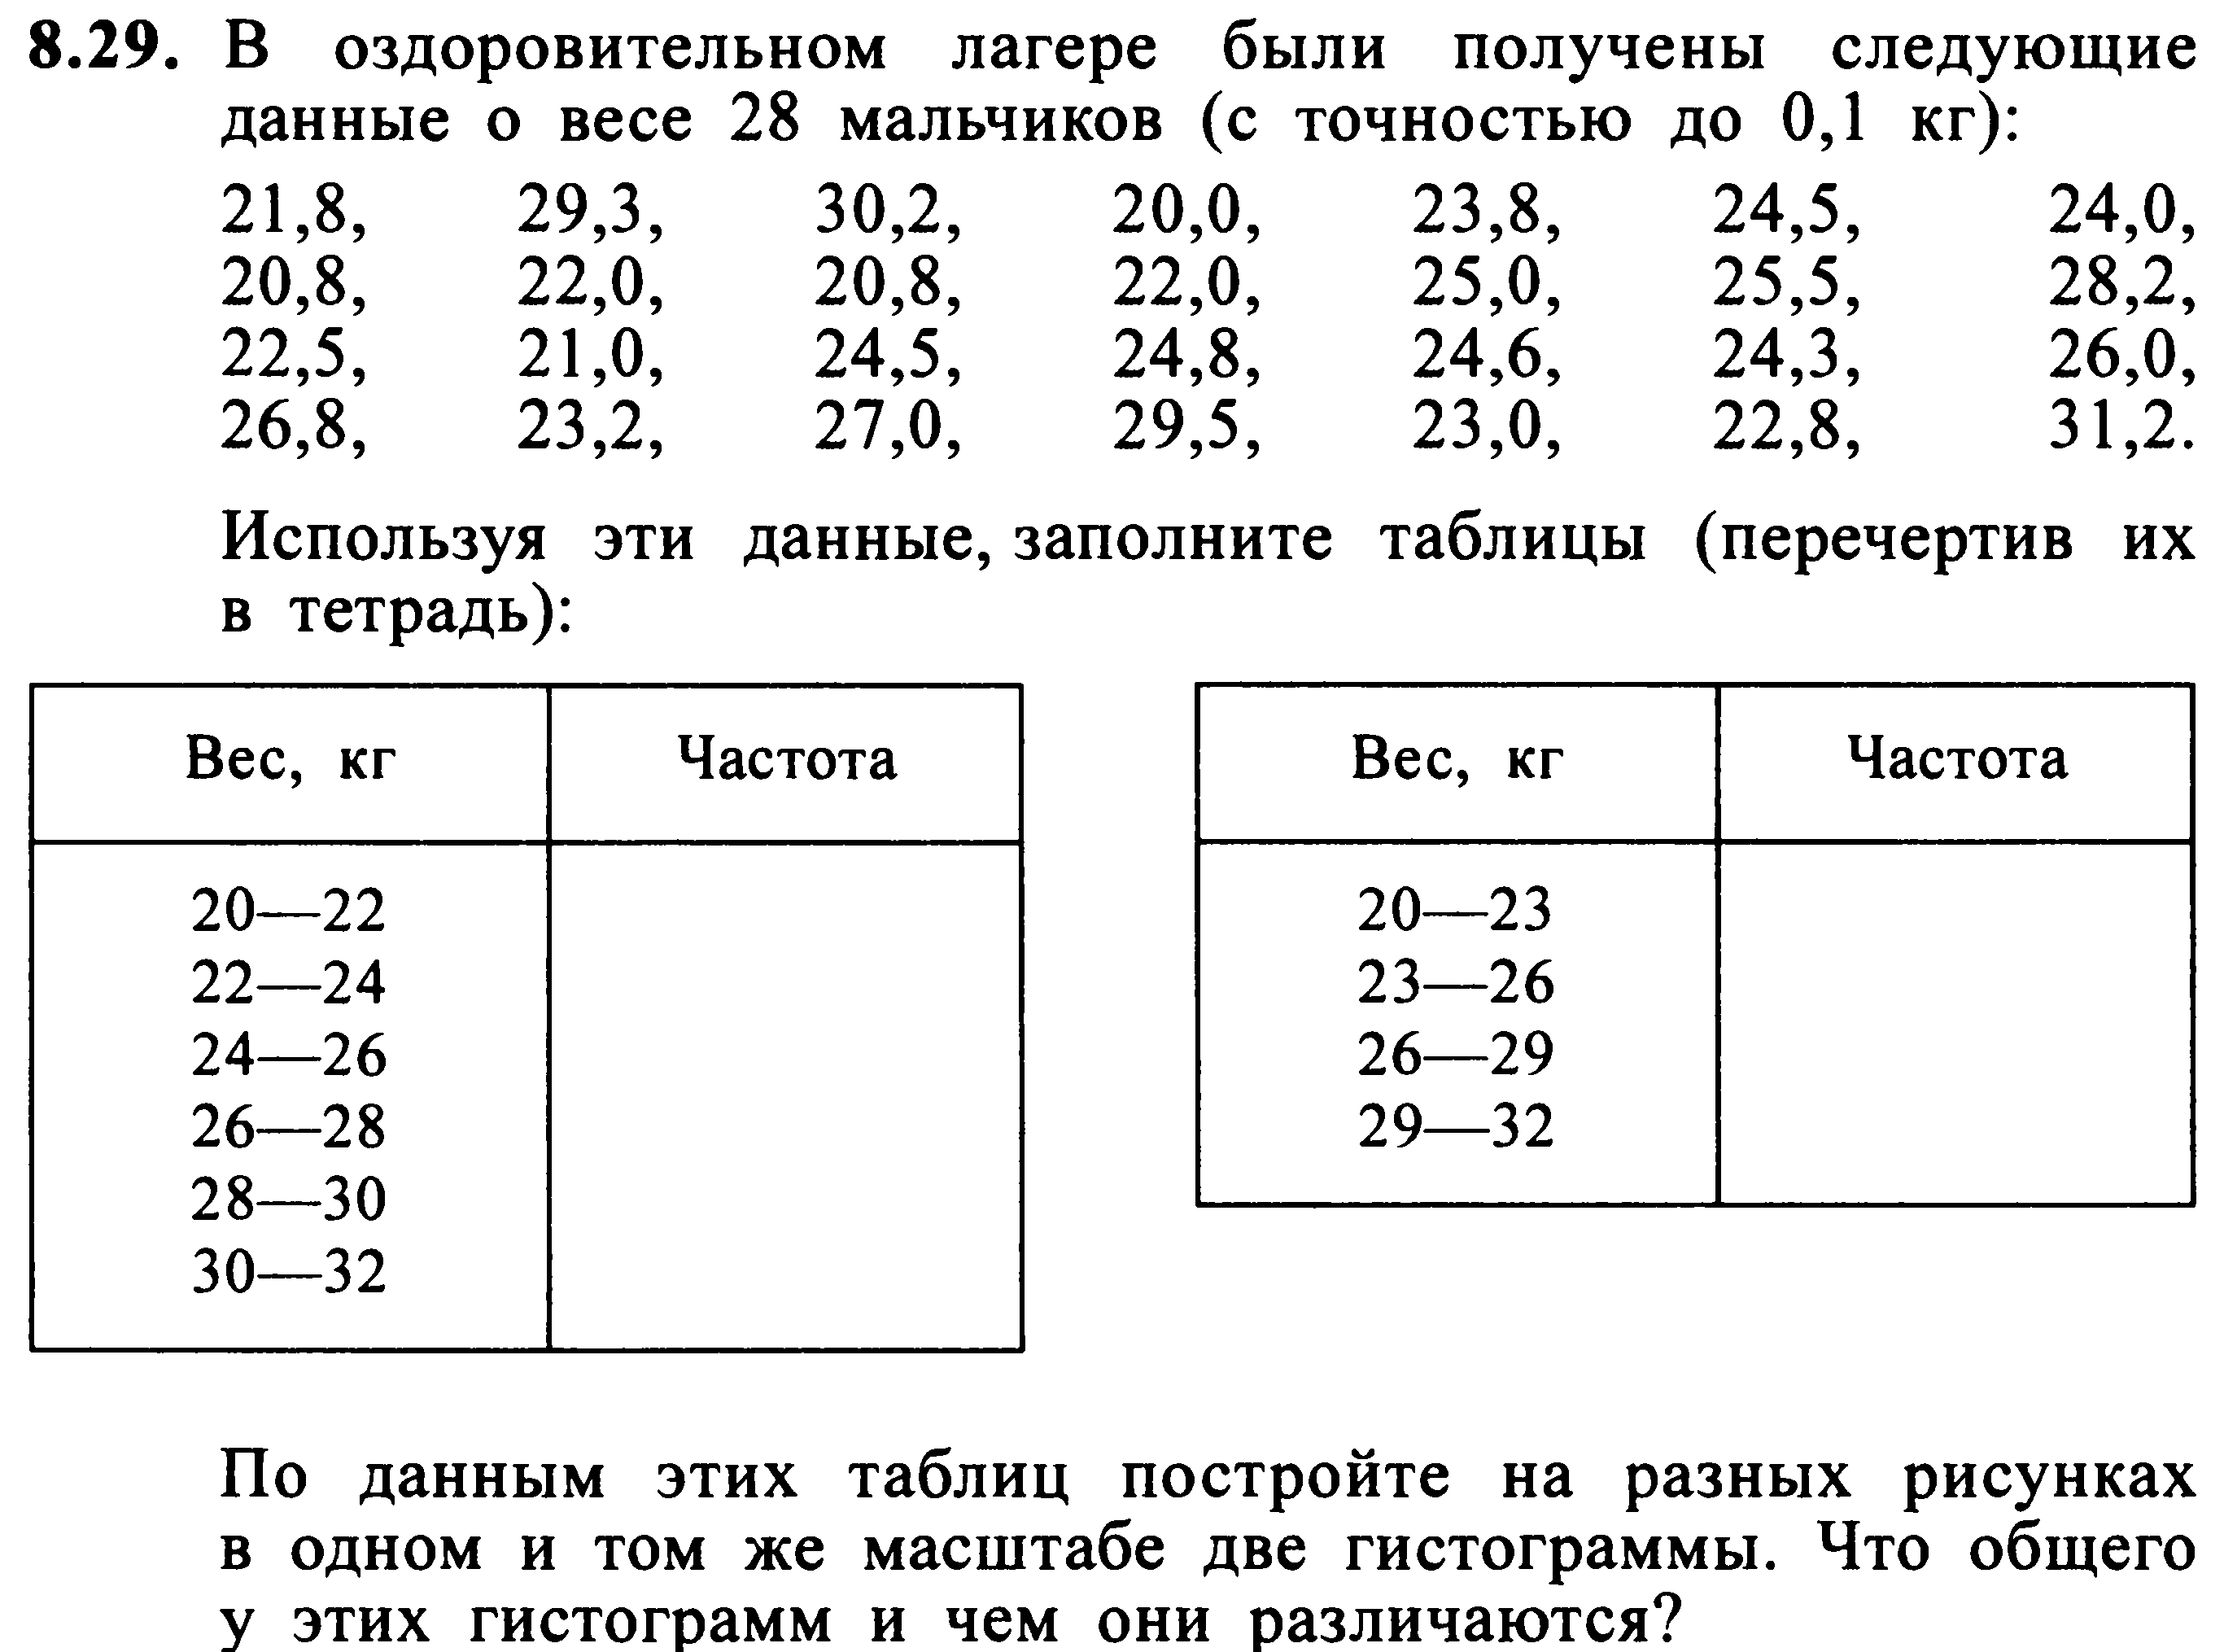 8.29. В оздоровительном лагере были получены следующие
данные о весе 28 мальчиков (с точностью до 0,1 кг):
21,8, 29,3, 30,2, 20,0, 23,8, 24,5, 24,0,
20,8, 22,0, 20,8, 22,0, 25,0, 25,5, 28,2,
22,5, 21,0, 24,5, 24,8, 24,6, 24,3, 26,0,
26,8, 23,2, 27,0, 29,5, 23,0, 22,8, 31,2.
Используя эти данные, заполните таблицы (перечертив их
в тетрадь):
Вес, кг Частота
20—22
22—24
24—26
26—28
28—30
30—32
Вес, кг Частота
20—23
23—26
26—29
29—32
По данным этих таблиц постройте на разных рисунках
в одном и том же масштабе две гистограммы. Что общего
у этих гистограмм и чем они различаются?